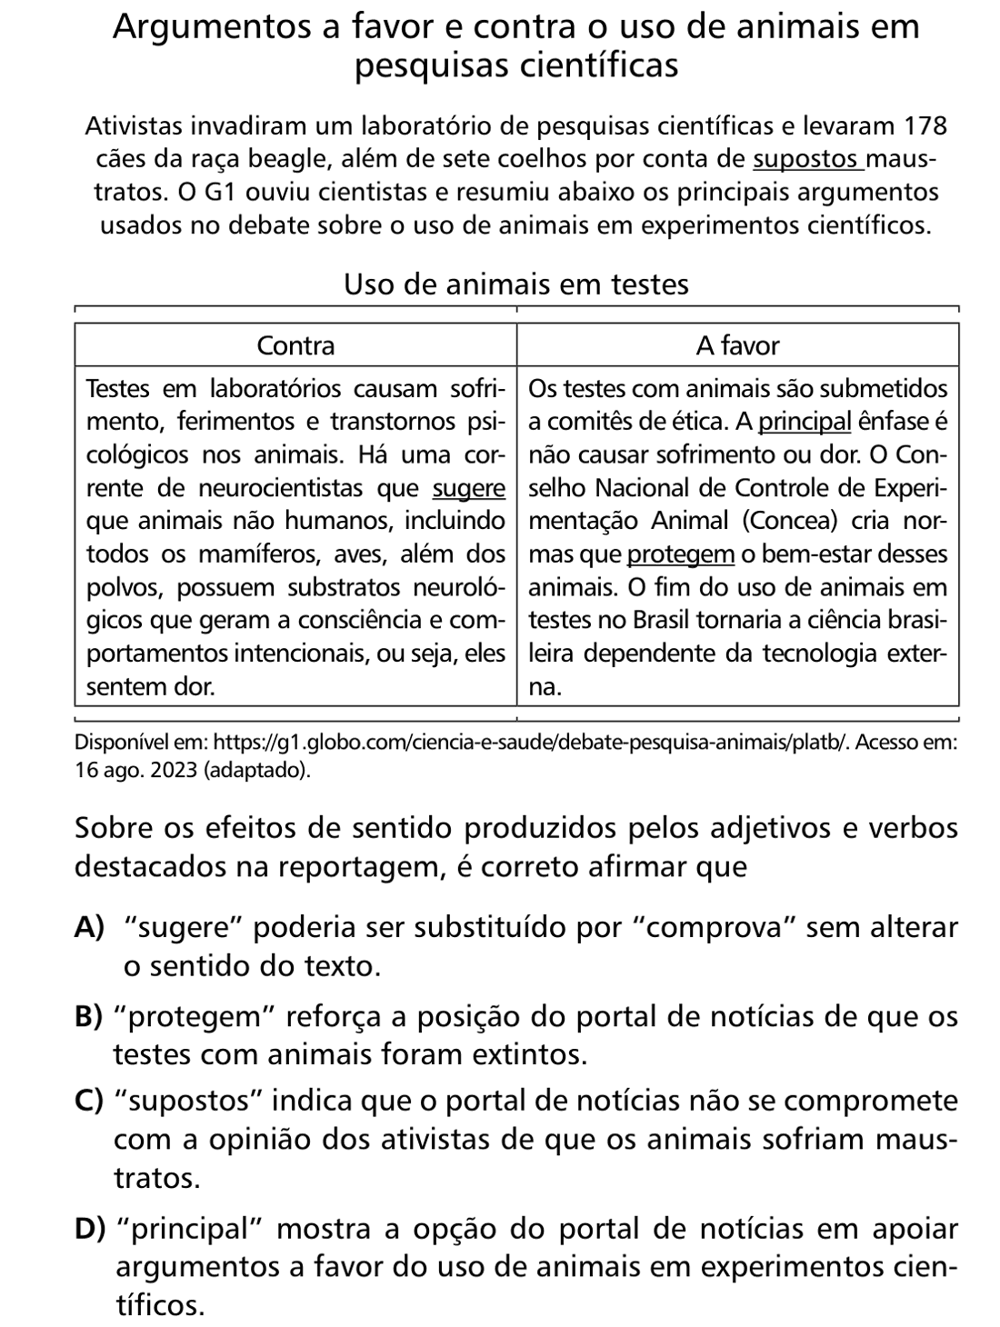 Argumentos a favor e contra o uso de animais em
pesquisas científicas
Ativistas invadiram um laboratório de pesquisas científicas e levaram 178
cães da raça beagle, além de sete coelhos por conta de supostos maus-
tratos. O G1 ouviu cientistas e resumiu abaixo os principais argumentos
usados no debate sobre o uso de animais em experimentos científicos.
Uso de animais em testes
Contra
Testes em laboratórios causam sofri-
mento, ferimentos e transtornos psi-
cológicos nos animais. Há uma cor-
rente de neurocientistas que sugere
que animais não humanos, incluindo
todos os mamíferos, aves, além dos
polvos, possuem substratos neuroló-
gicos que geram a consciência e com-
portamentos intencionais, ou seja, eles
sentem dor.
A favor
Os testes com animais são submetidos
a comitês de ética. A principal ênfase é
não causar sofrimento ou dor. O Con-
selho Nacional de Controle de Experi-
mentação Animal (Concea) cria nor-
mas que protegem o bem-estar desses
animais. O fim do uso de animais em
testes no Brasil tornaria a ciência brasi-
leira dependente da tecnologia exter-
na.
Disponível em: https://g1.globo.com/ciencia-e-saude/debate-pesquisa-animais/platb/. Acesso em:
16 ago. 2023 (adaptado).
Sobre os efeitos de sentido produzidos pelos adjetivos e verbos
destacados na reportagem, é correto afirmar que
A) “sugere” poderia ser substituído por “comprova” sem alterar
o sentido do texto.
B) “protegem” reforça a posição do portal de notícias de que os
testes com animais foram extintos.
C) “supostos” indica que o portal de notícias não se compromete
com a opinião dos ativistas de que os animais sofriam maus-
tratos.
D) “principal” mostra a opção do portal de notícias em apoiar
argumentos a favor do uso de animais em experimentos cien-
tíficos.